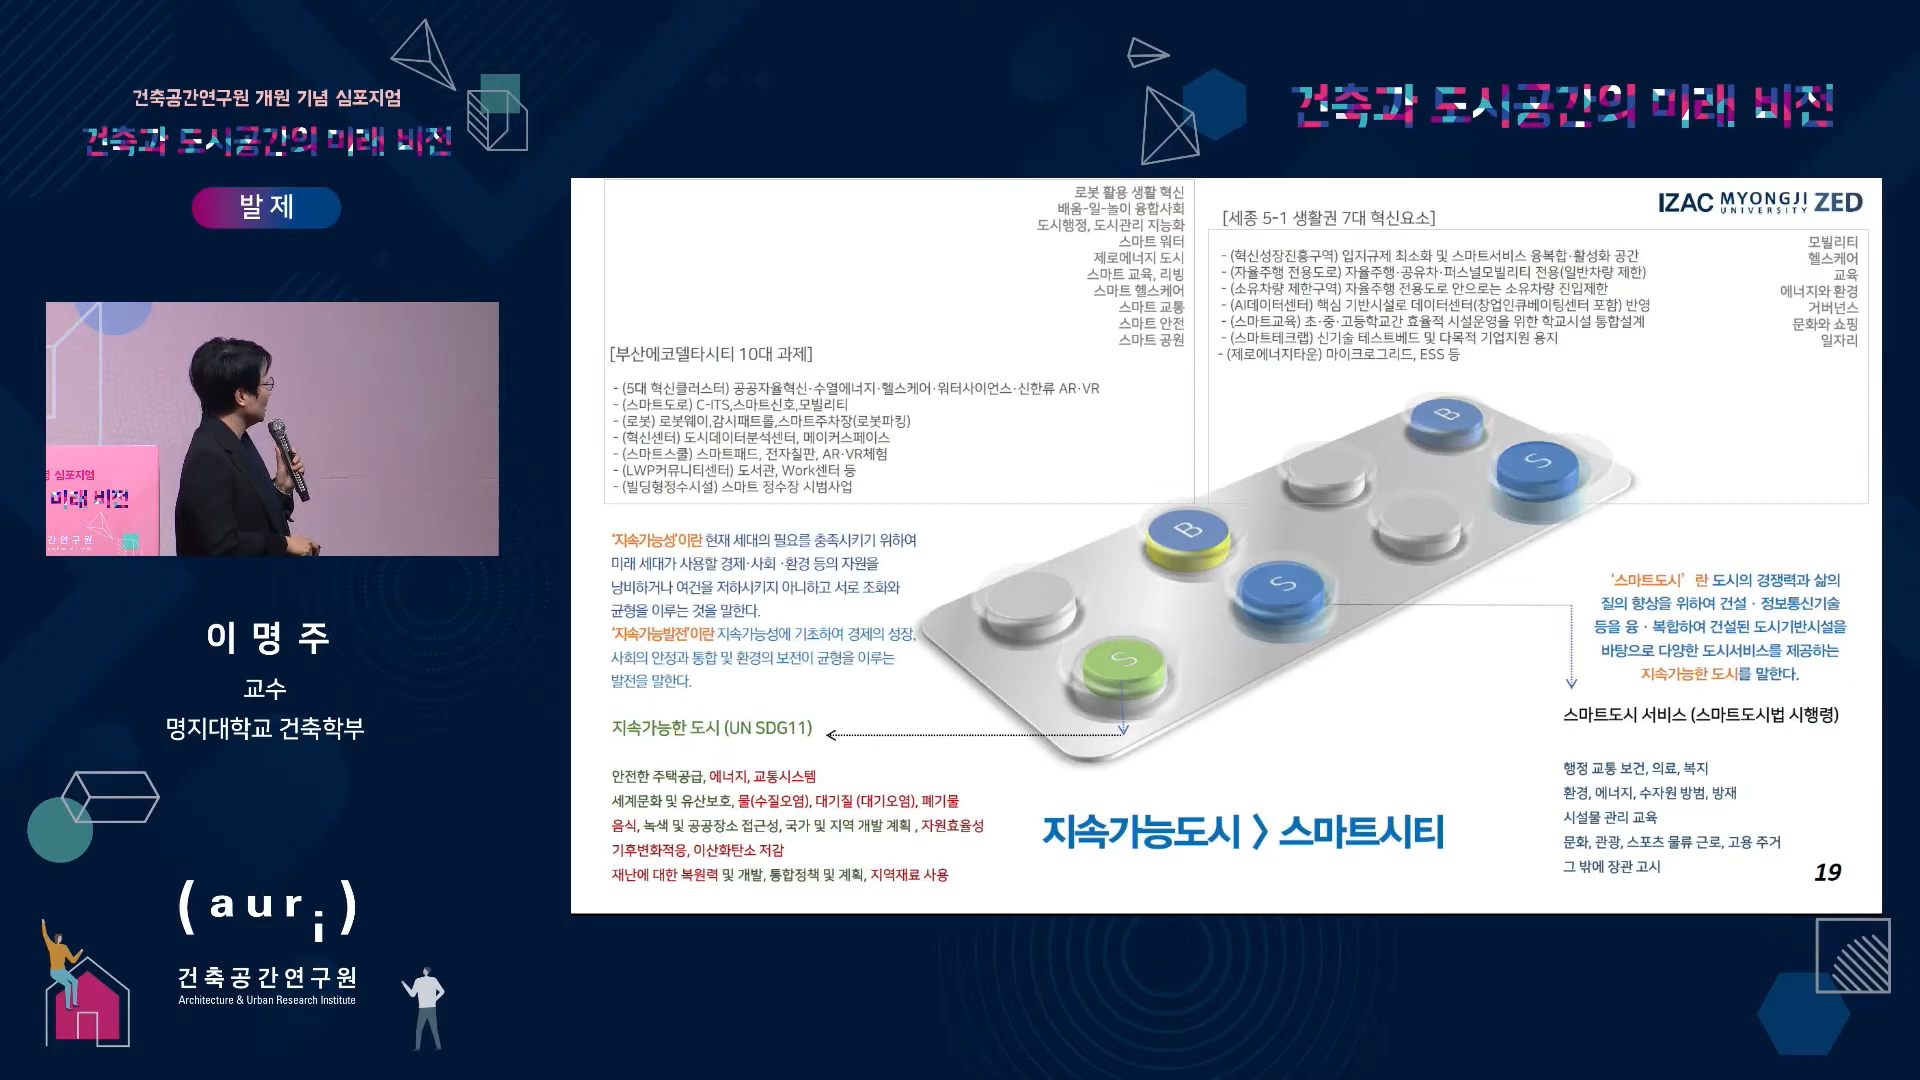 건축공간연구원 개원 기념 심포지엄
건축과 도시공간의 미래 비전
발 제
심포지엄
미래 비전
간 연 구 원
이 명 주
교수
명지대학교 건축학부
(auri)
건축공간연구원
Architecture & Urban Research Institute
건축과 도시공간의 미래 비전
IZAC MYONGJI UNIVERSITY ZED
로봇 활용 생활 혁신
배움-일-놀이 융합사회
도시행정, 도시관리 지능화
스마트 워터
제로에너지 도시
스마트 교육, 리빙
스마트 헬스케어
스마트 교통
스마트 안전
스마트 공원
[부산에코델타시티 10대 과제]
- (5대 혁신클러스터) 공공자율혁신·수열에너지·헬스케어·워터사이언스·신한류 AR·VR
- (스마트도로) C-ITS,스마트신호,모빌리티
- (로봇) 로봇웨이,감시패트롤,스마트주차장(로봇파킹)
- (혁신센터) 도시데이터분석센터, 메이커스페이스
- (스마트스쿨) 스마트패드, 전자칠판, AR·VR체험
- (LWP커뮤니티센터) 도서관, Work센터 등
- (빌딩형정수시설) 스마트 정수장 시범사업
[세종 5-1 생활권 7대 혁신요소]
- (혁신성장진흥구역) 입지규제 최소화 및 스마트서비스 융복합·활성화 공간
- (자율주행 전용도로) 자율주행·공유차·퍼스널모빌리티 전용(일반차량 제한)
- (소유차량 제한구역) 자율주행 전용도로 안으로는 소유차량 진입제한
- (AI데이터센터) 핵심 기반시설로 데이터센터(창업인큐베이팅센터 포함) 반영
- (스마트교육) 초·중·고등학교간 효율적 시설운영을 위한 학교시설 통합설계
- (스마트테크랩) 신기술 테스트베드 및 다목적 기업지원 용지
- (제로에너지타운) 마이크로그리드, ESS 등
모빌리티
헬스케어
교육
에너지와 환경
거버넌스
문화와 쇼핑
일자리
B
S
B
S
S
'지속가능성'이란 현재 세대의 필요를 충족시키기 위하여
미래 세대가 사용할 경제·사회 ·환경 등의 자원을
낭비하거나 여건을 저하시키지 아니하고 서로 조화와
균형을 이루는 것을 말한다.
'지속가능발전'이란 지속가능성에 기초하여 경제의 성장,
사회의 안정과 통합 및 환경의 보전이 균형을 이루는
발전을 말한다.
지속가능한 도시 (UN SDG11)
안전한 주택공급, 에너지, 교통시스템
세계문화 및 유산보호, 물(수질오염), 대기질 (대기오염), 폐기물
음식, 녹색 및 공공장소 접근성, 국가 및 지역 개발 계획 , 자원효율성
기후변화적응, 이산화탄소 저감
재난에 대한 복원력 및 개발, 통합정책 및 계획, 지역재료 사용
지속가능도시 > 스마트시티
'스마트도시' 란 도시의 경쟁력과 삶의
질의 향상을 위하여 건설 · 정보통신기술
등을 융 · 복합하여 건설된 도시기반시설을
바탕으로 다양한 도시서비스를 제공하는
지속가능한 도시를 말한다.
스마트도시 서비스 (스마트도시법 시행령)
행정 교통 보건, 의료, 복지
환경, 에너지, 수자원 방범, 방재
시설물 관리 교육
문화, 관광, 스포츠 물류 근로, 고용 주거
그 밖에 장관 고시
19